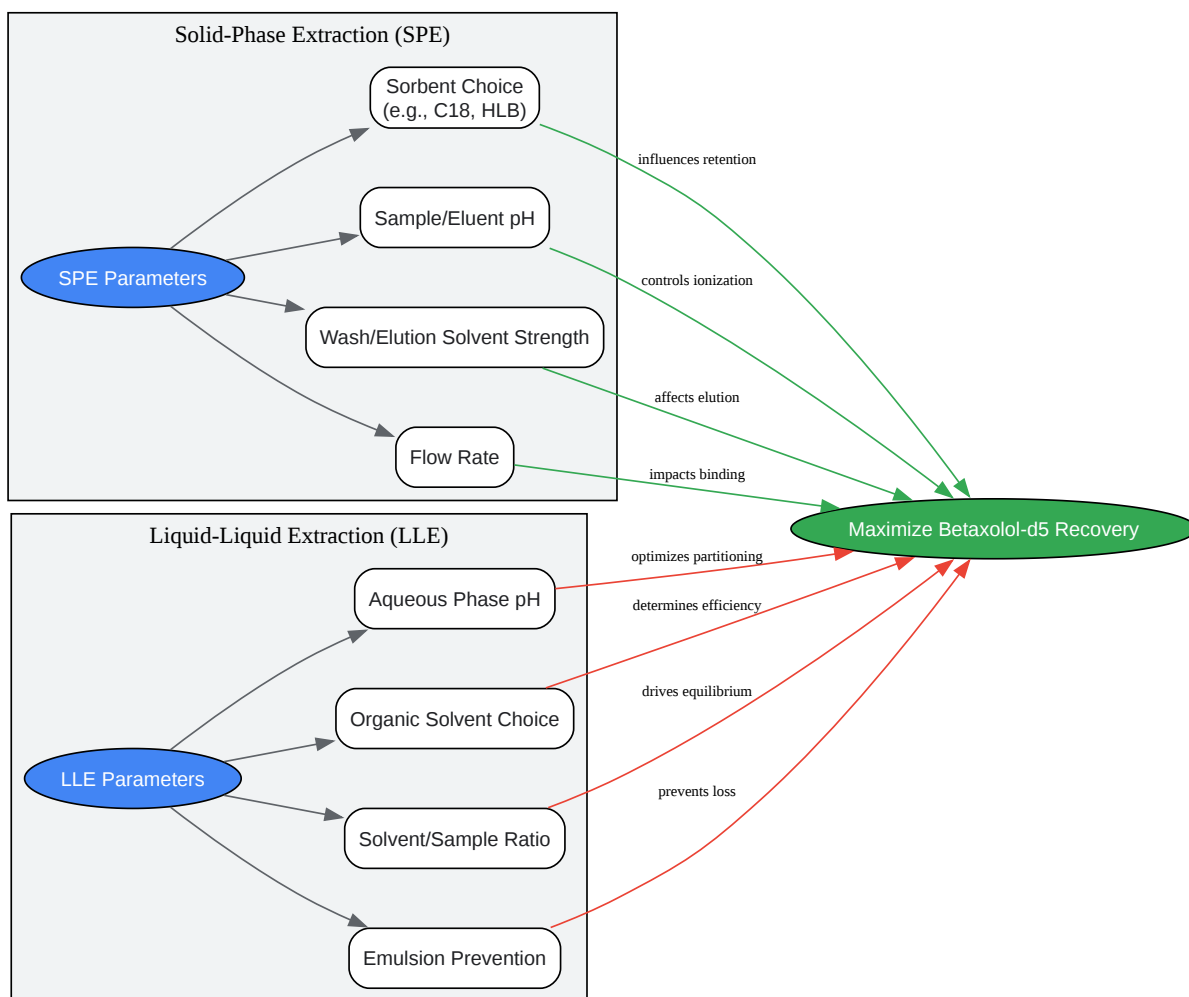 Solid-Phase Extraction (SPE)
Sorbent Choice
(e.g., C18, HLB)
influences retention
Sample/Eluent pH
SPE Parameters
controls ionization
Wash/Elution Solvent Strength
affects elution
Flow Rate
impacts binding
Maximize Betaxolol-d5 Recovery
Liquid-Liquid Extraction (LLE)
optimizes partitioning
Aqueous Phase pH
determines efficiency
Organic Solvent Choice
drives equilibrium
LLE Parameters
prevents loss
Solvent/Sample Ratio
Emulsion Prevention